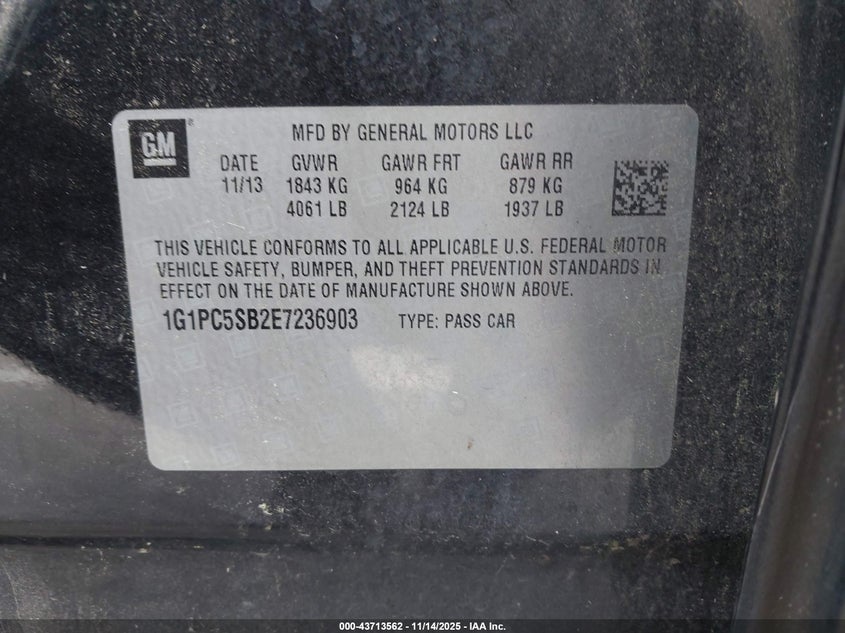 GM ®
MFD BY GENERAL MOTORS LLC
DATE GVWR GAWR FRT GAWR RR
11/13 1843 KG 964 KG 879 KG
4061 LB 2124 LB 1937 LB
THIS VEHICLE CONFORMS TO ALL APPLICABLE U.S. FEDERAL MOTOR
VEHICLE SAFETY, BUMPER, AND THEFT PREVENTION STANDARDS IN
EFFECT ON THE DATE OF MANUFACTURE SHOWN ABOVE.
1G1PC5SB2E7236903 TYPE: PASS CAR
000-43713562 - 11/14/2025 - IAA Inc.